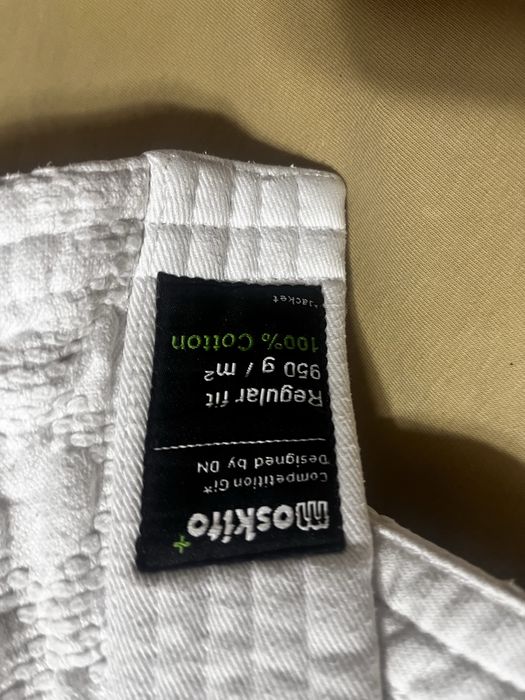 Moskito+
Competition Gi*
Designed by DN
Regular fit
950 g / m²
100% Cotton
*Jacket